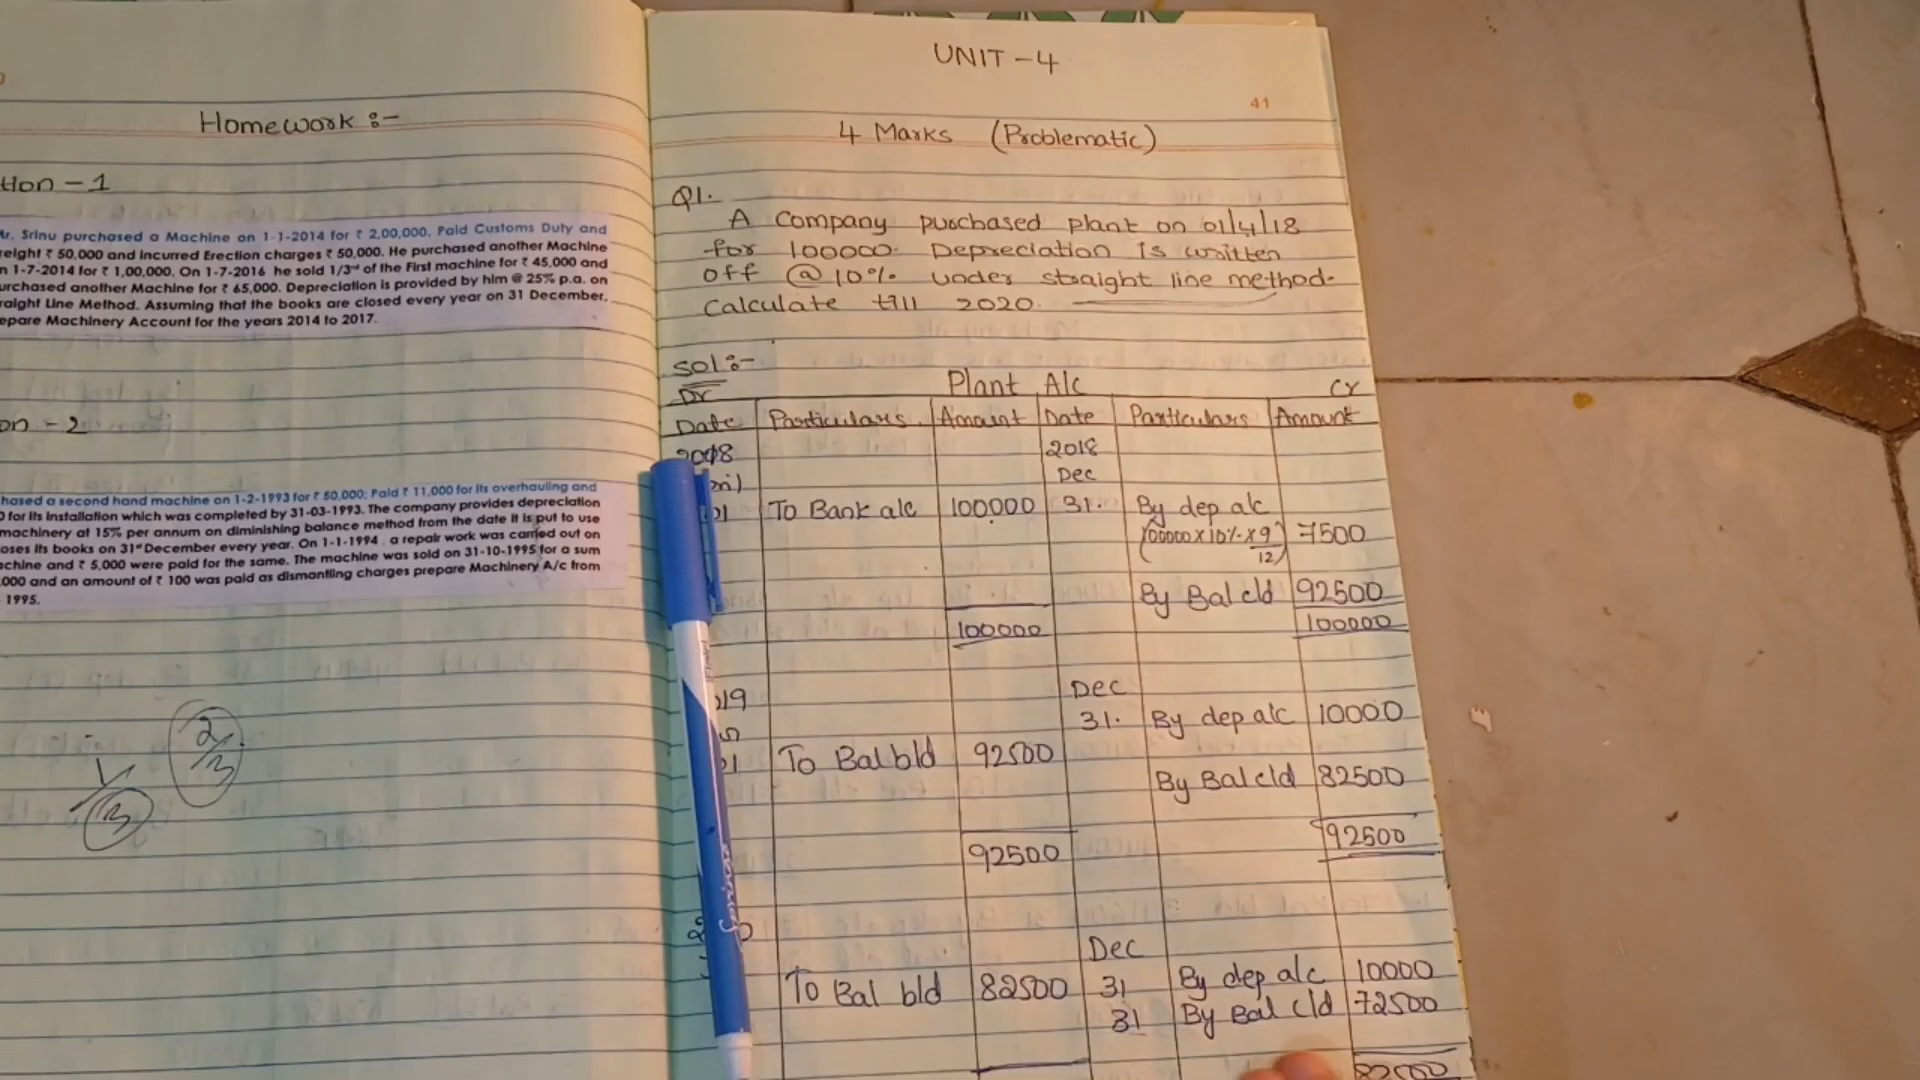 Homework :-
tion - 1
Mr. Srinu purchased a Machine on 1-1-2014 for ₹ 2,00,000. Paid Customs Duty and
reight ₹ 50,000 and incurred Erection charges ₹ 50,000. He purchased another Machine
n 1-7-2014 for ₹ 1,00,000. On 1-7-2016 he sold 1/3rd of the First machine for ₹ 45,000 and
urchased another Machine for ₹ 65,000. Depreciation is provided by him @ 25% p.a. on
raight Line Method. Assuming that the books are closed every year on 31 December,
epare Machinery Account for the years 2014 to 2017.
on - 2
hased a second hand machine on 1-2-1993 for ₹ 50,000; Paid ₹ 11,000 for its overhauling and
0 for its installation which was completed by 31-03-1993. The company provides depreciation
machinery at 15% per annum on diminishing balance method from the date it is put to use
oses its books on 31st December every year. On 1-1-1994 a repair work was carried out on
achine and ₹ 5,000 were paid for the same. The machine was sold on 31-10-1995 for a sum
,000 and an amount of ₹ 100 was paid as dismantling charges prepare Machinery A/c from
1995.
2/3
1/3
UNIT - 4
41
4 Marks (Problematic)
Q1.
A Company purchased plant on 01/4/18
for 100000. Depreciation is written
off @ 10% under straight line method.
Calculate till 2020.
Sol :-
Plant A/c
Dr Cr
Date Particulars Amount Date Particulars Amount
2018 2018
Dec
01 To Bank a/c 100000 31. By dep a/c
(100000 x 10% x 9/12) 7500
By Bal c/d 92500
100000 100000
Dec
31. By dep a/c 10000
To Bal b/d 92500
By Bal c/d 82500
92500 92500
Dec
To Bal b/d 82500 31 By dep a/c 10000
31 By Bal c/d 72500
82500